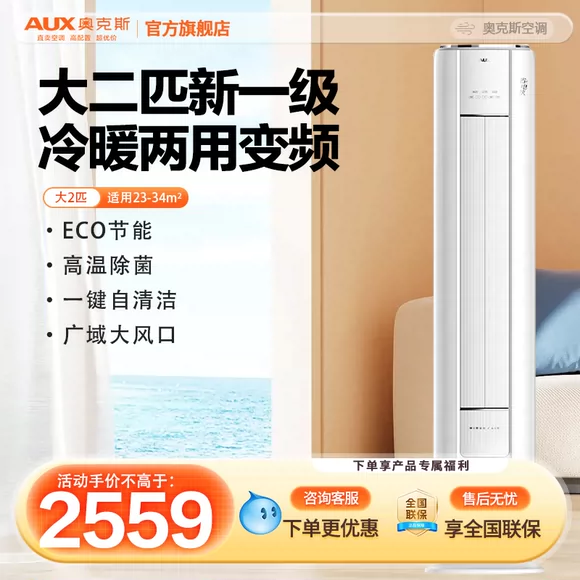 AUX奥克斯 官方旗舰店
直卖空调 高配置 超优价
奥克斯空调
大二匹新一级
冷暖两用变频
大2匹 适用23-34m²
·ECO节能
·高温除菌
·一键自清洁
·广域大风口
AUX
下单享产品专属福利
活动手价不高于:
2559
咨询客服
下单更优惠
全国联保
售后无忧
享全国联保